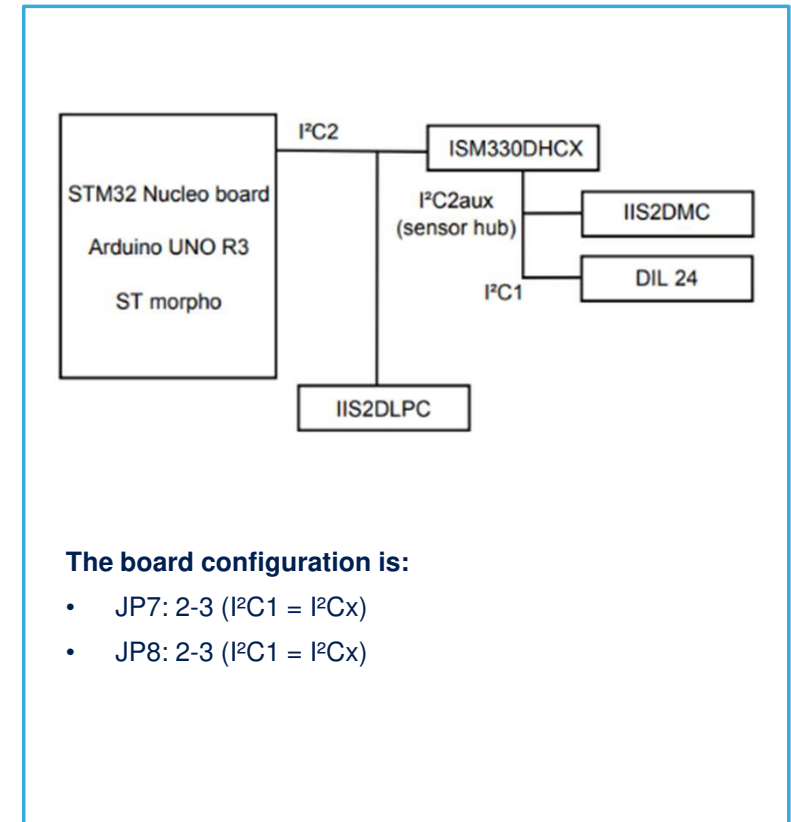 I²C2
ISM330DHCX
STM32 Nucleo board
Arduino UNO R3
ST morpho
I²C2aux
(sensor hub)
IIS2DMC
DIL 24
I²C1
IIS2DLPC
The board configuration is:
• JP7: 2-3 (I²C1 = I²Cx)
• JP8: 2-3 (I²C1 = I²Cx)